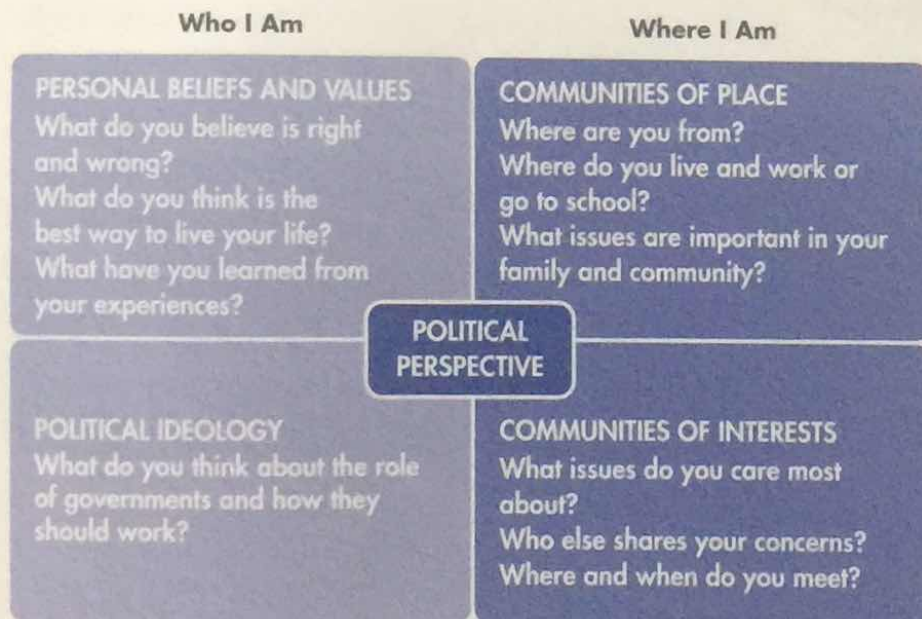 Who I Am
PERSONAL BELIEFS AND VALUES
What do you believe is right
and wrong?
What do you think is the
best way to live your life?
What have you learned from
your experiences?
POLITICAL IDEOLOGY
What do you think about the role
of governments and how they
should work?
Where I Am
COMMUNITIES OF PLACE
Where are you from?
Where do you live and work or
go to school?
What issues are important in your
family and community?
COMMUNITIES OF INTERESTS
What issues do you care most
about?
Who else shares your concerns?
Where and when do you meet?
POLITICAL
PERSPECTIVE